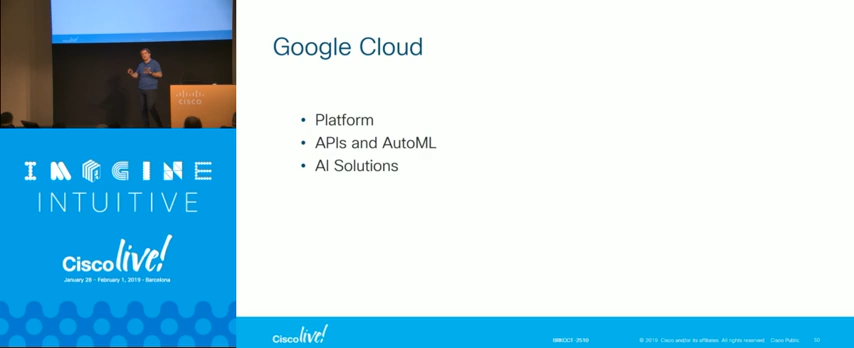 CISCO
IMAGINE
INTUITIVE
Cisco live!
January 28 - February 1, 2019 · Barcelona
Google Cloud
• Platform
• APIs and AutoML
• AI Solutions
Cisco live!
© 2019 Cisco and/or its affiliates. All rights reserved. Cisco Public